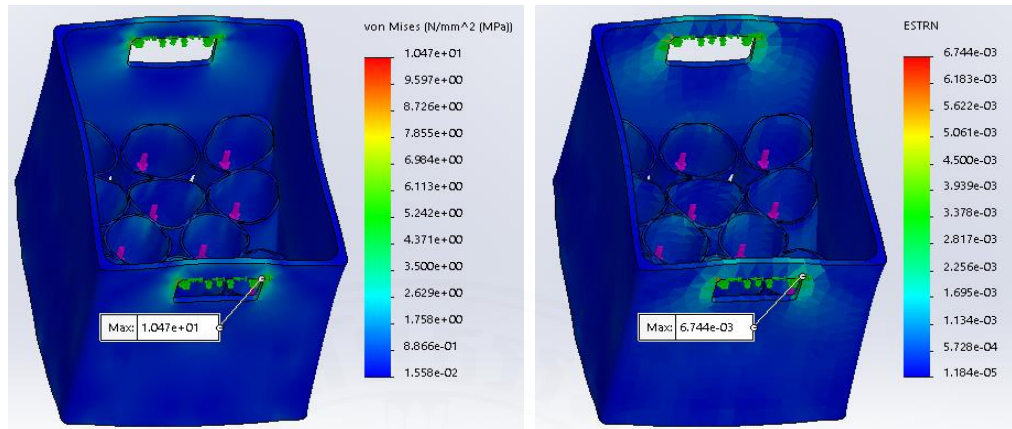 von Mises (N/mm^2 (MPa))
1.047e+01
9.597e+00
8.726e+00
7.855e+00
6.984e+00
6.113e+00
5.242e+00
4.371e+00
3.500e+00
2.629e+00
1.758e+00
8.866e-01
1.558e-02
Max: 1.047e+01
ESTRN
6.744e-03
6.183e-03
5.622e-03
5.061e-03
4.500e-03
3.939e-03
3.378e-03
2.817e-03
2.256e-03
1.695e-03
1.134e-03
5.728e-04
1.184e-05
Max: 6.744e-03